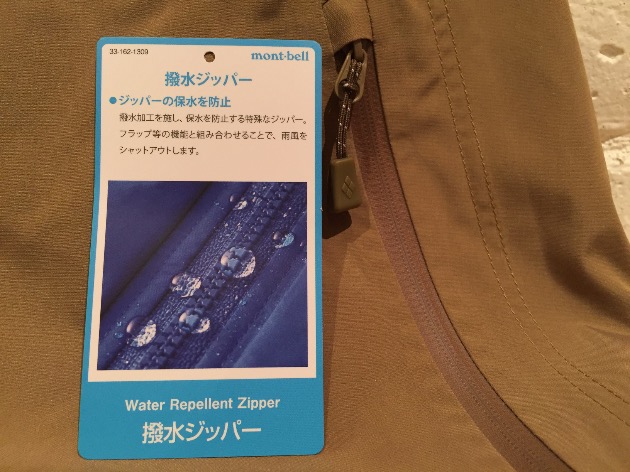 33-162-1309
mont-bell
撥水ジッパー
●ジッパーの保水を防止
撥水加工を施し、保水を防止する特殊なジッパー。
フラップ等の機能と組み合わせることで、雨風を
シャットアウトします。
Water Repellent Zipper
撥水ジッパー